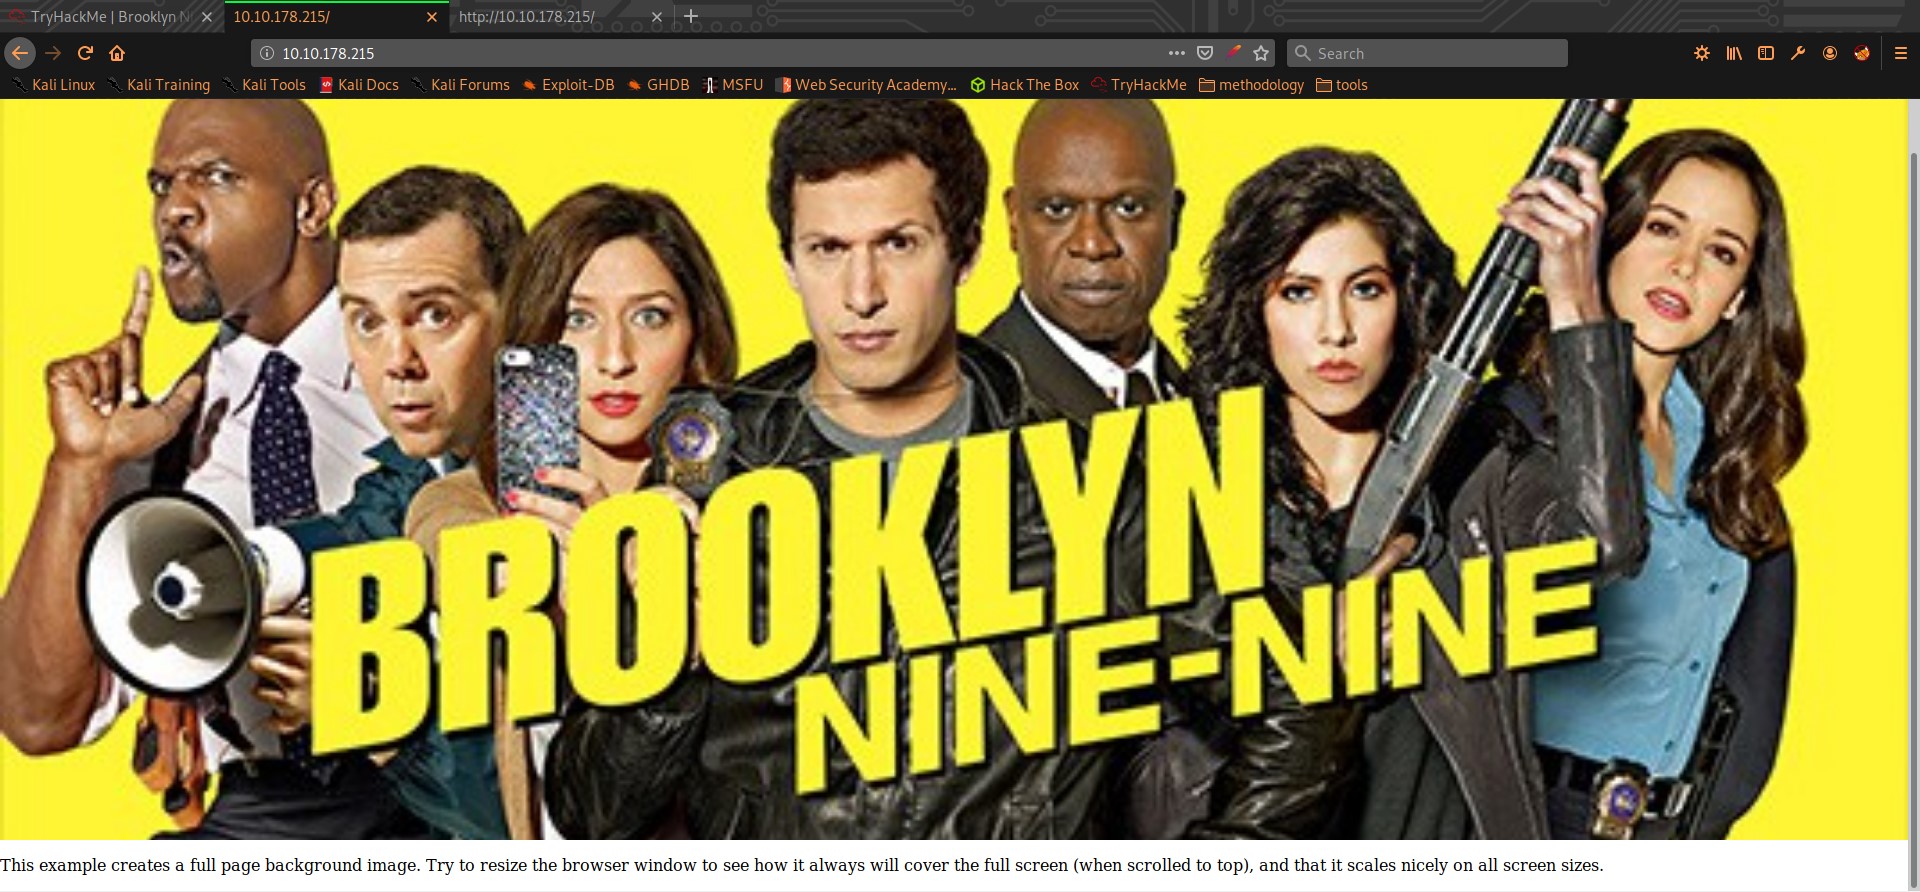 TryHackMe | Brooklyn N
10.10.178.215/
http://10.10.178.215/
10.10.178.215
Search
Kali Linux Kali Training Kali Tools Kali Docs Kali Forums Exploit-DB GHDB MSFU Web Security Academy... Hack The Box TryHackMe methodology tools
BROOKLYN
NINE-NINE
This example creates a full page background image. Try to resize the browser window to see how it always will cover the full screen (when scrolled to top), and that it scales nicely on all screen sizes.